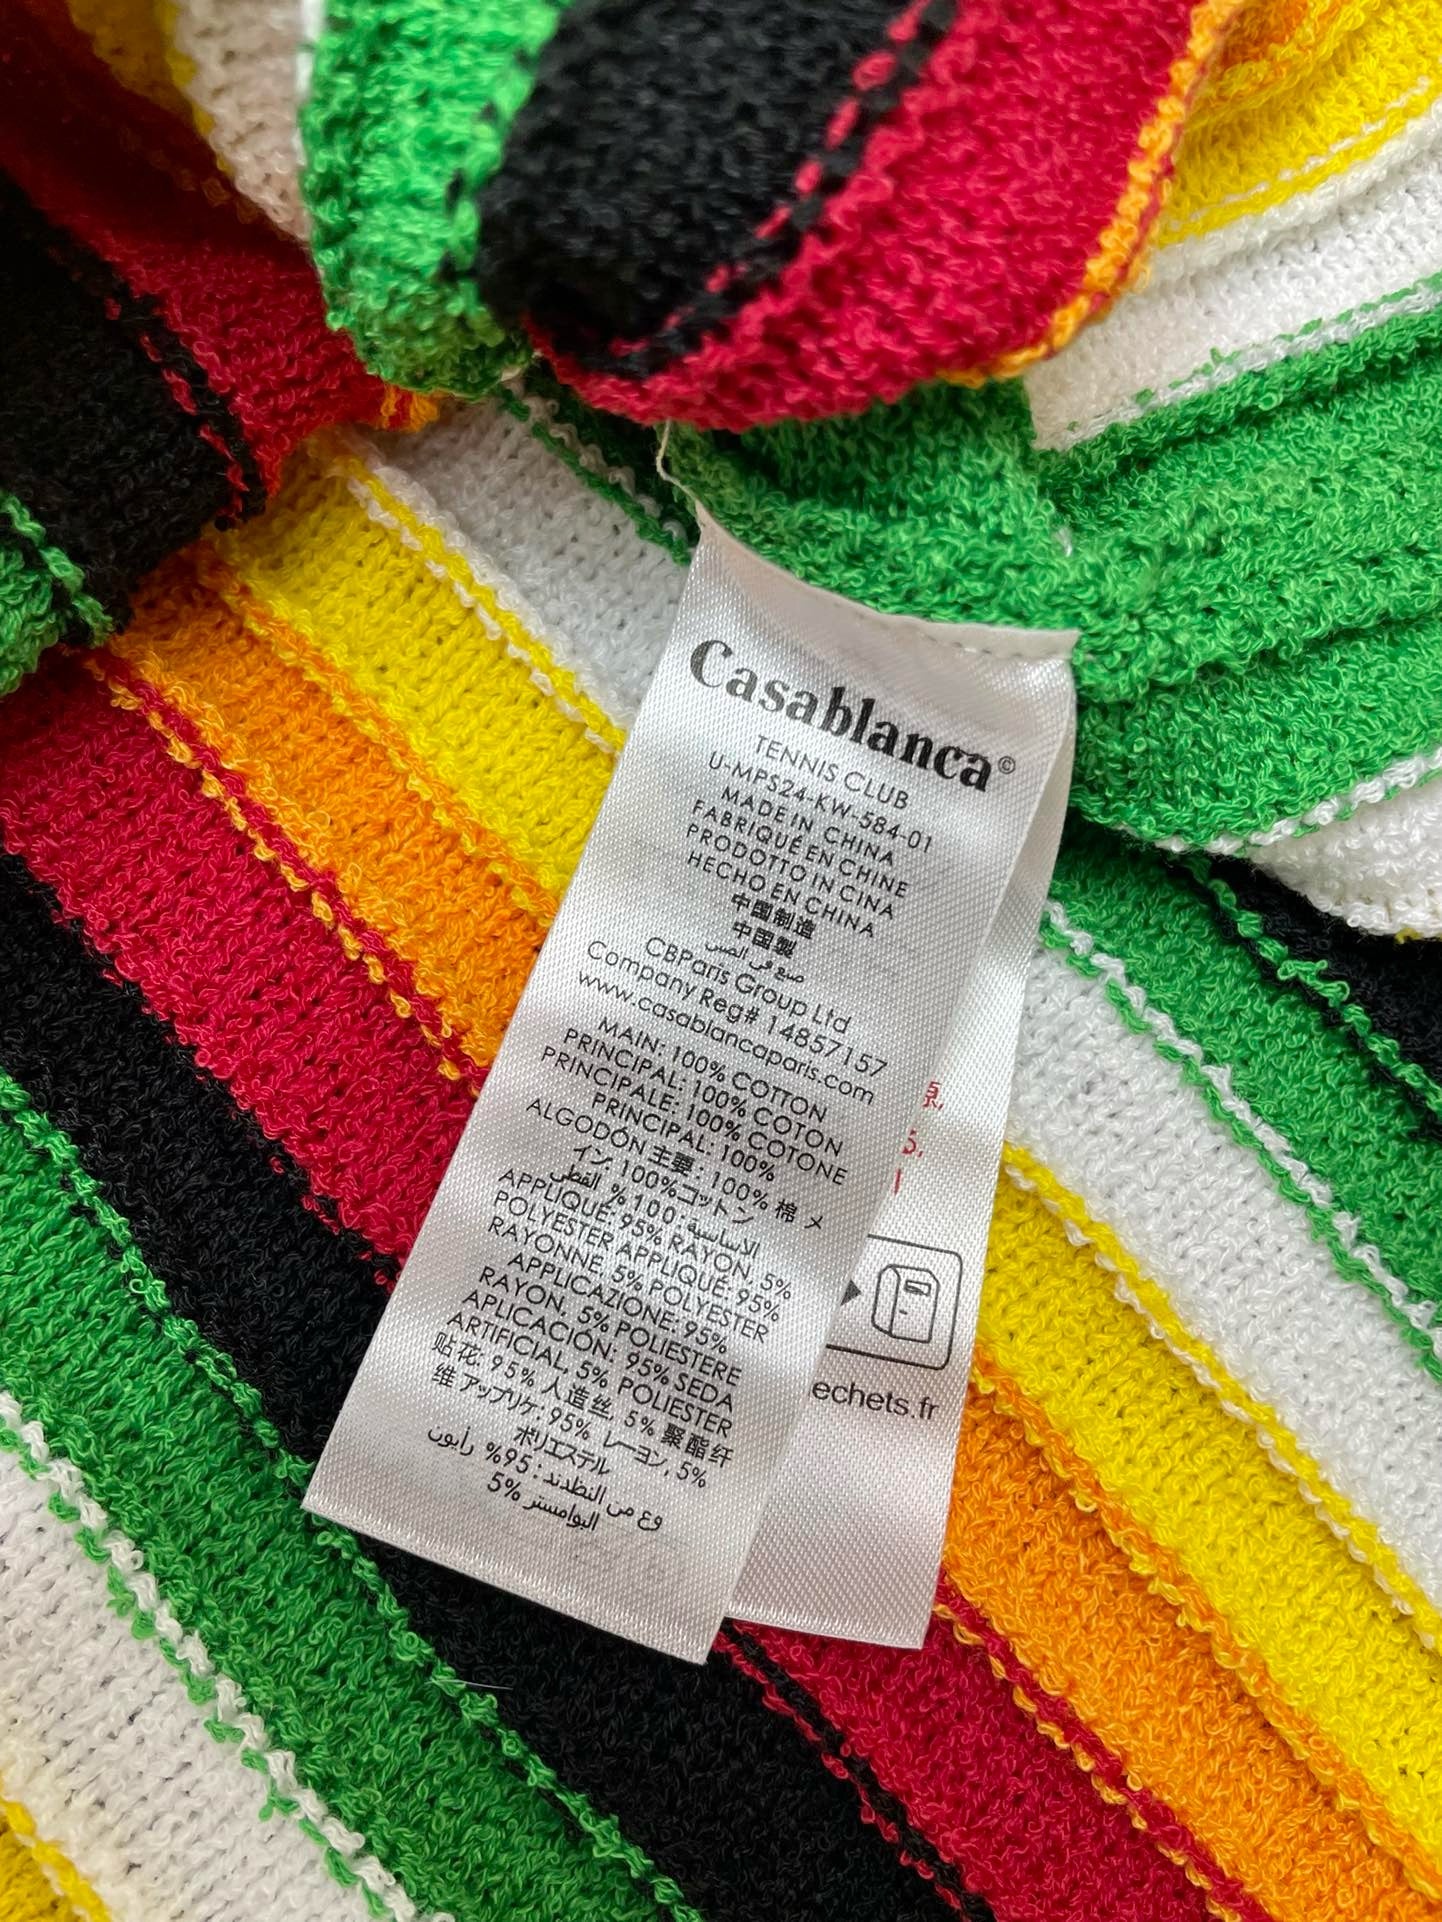 Casablanca©
TENNIS CLUB
U-MPS24-KW-584-01
MADE IN CHINA
FABRIQUÉ EN CHINE
PRODOTTO IN CINA
HECHO EN CHINA
中国制造
中国製
صنع في الصين
CBParis Group Ltd
Company Reg# 14857157
www.casablancaparis.com
MAIN: 100% COTTON
PRINCIPAL: 100% COTON
PRINCIPALE: 100% COTONE
PRINCIPAL: 100%
ALGODÓN 主要: 100% 棉 メ
イン: 100%コットン
الاساسية: 100% القطن
APPLIQUE: 95% RAYON, 5%
POLYESTER APPLIQUÉ: 95%
RAYONNE, 5% POLYESTER
APPLICAZIONE: 95%
RAYON, 5% POLIESTERE
APLICACIÓN: 95% SEDA
ARTIFICIAL, 5% POLIESTER
贴花: 95% 人造丝, 5% 聚酯纤
维 アップリケ: 95% レーヨン, 5%
ポリエステル
وع من النظدند: 95% رايون
5% البوامستر
echets.fr